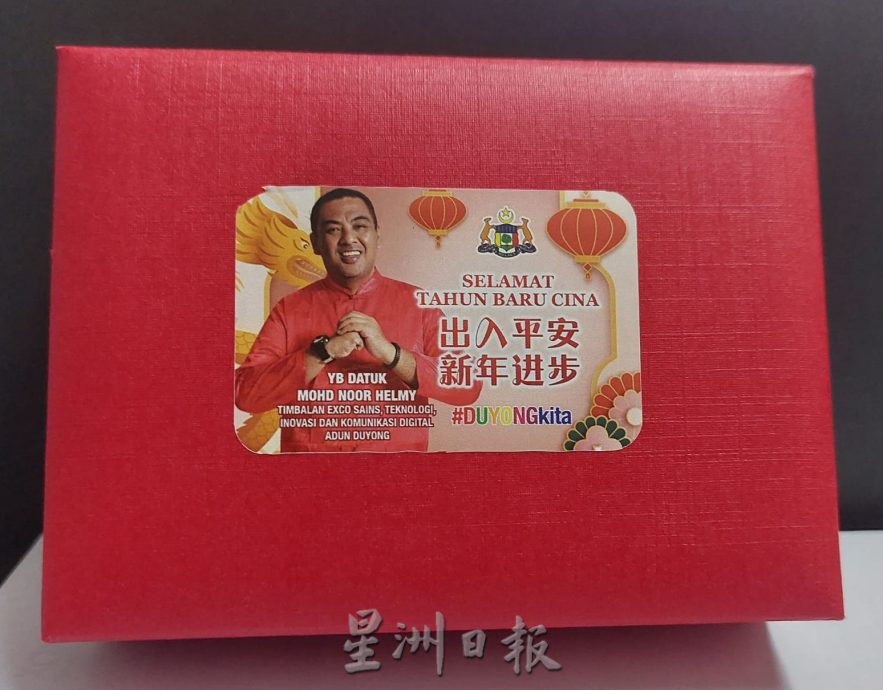 SELAMAT
TAHUN BARU CINA
出入平安
新年进步
#DUYONGkita
YB DATUK
MOHD NOOR HELMY
TIMBALAN EXCO SAINS, TEKNOLOGI,
INOVASI DAN KOMUNIKASI DIGITAL
ADUN DUYONG
星洲日報